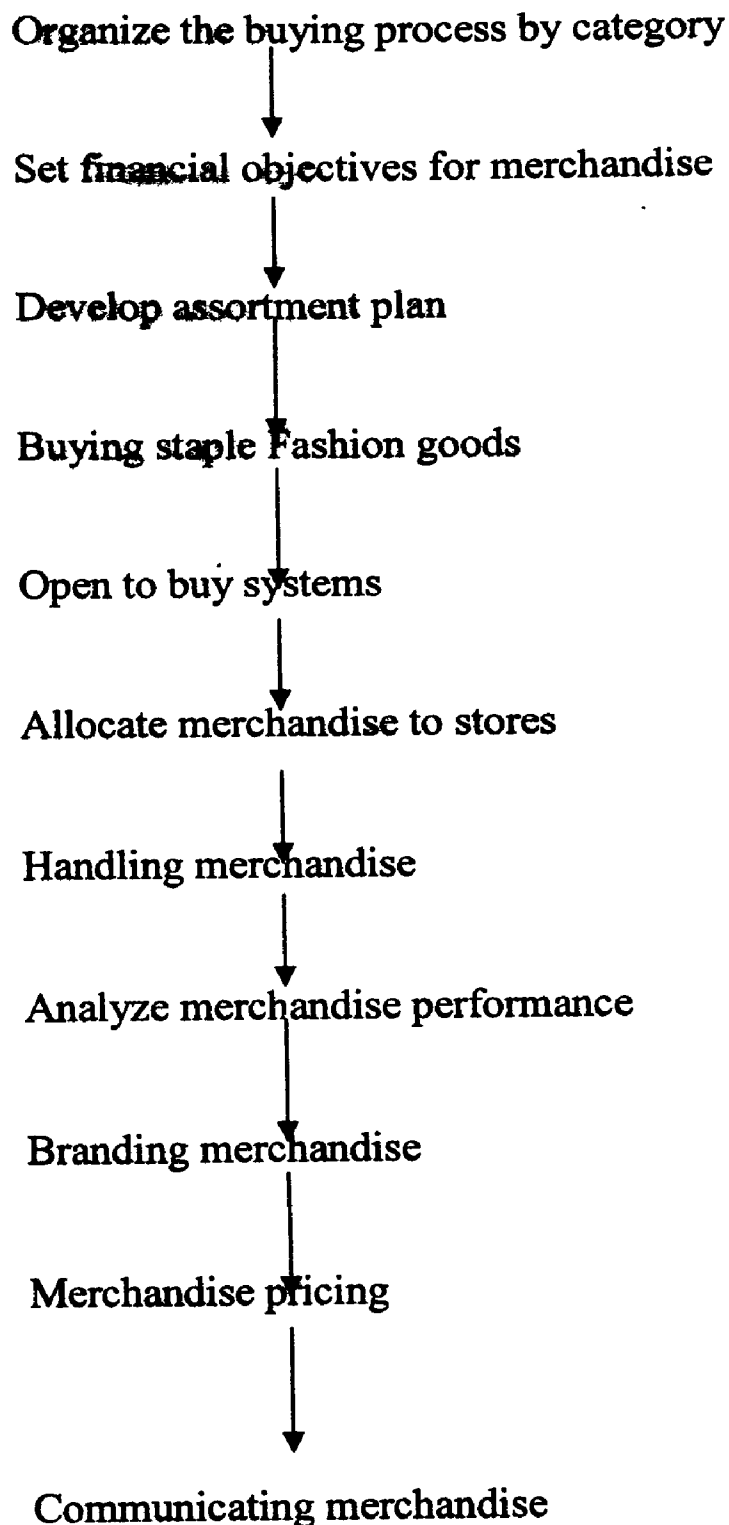 Organize the buying process by category
Set financial objectives for merchandise
Develop assortment plan
Buying staple Fashion goods
Open to buy systems
Allocate merchandise to stores
Handling merchandise
Analyze merchandise performance
Branding merchandise
Merchandise pricing
Communicating merchandise